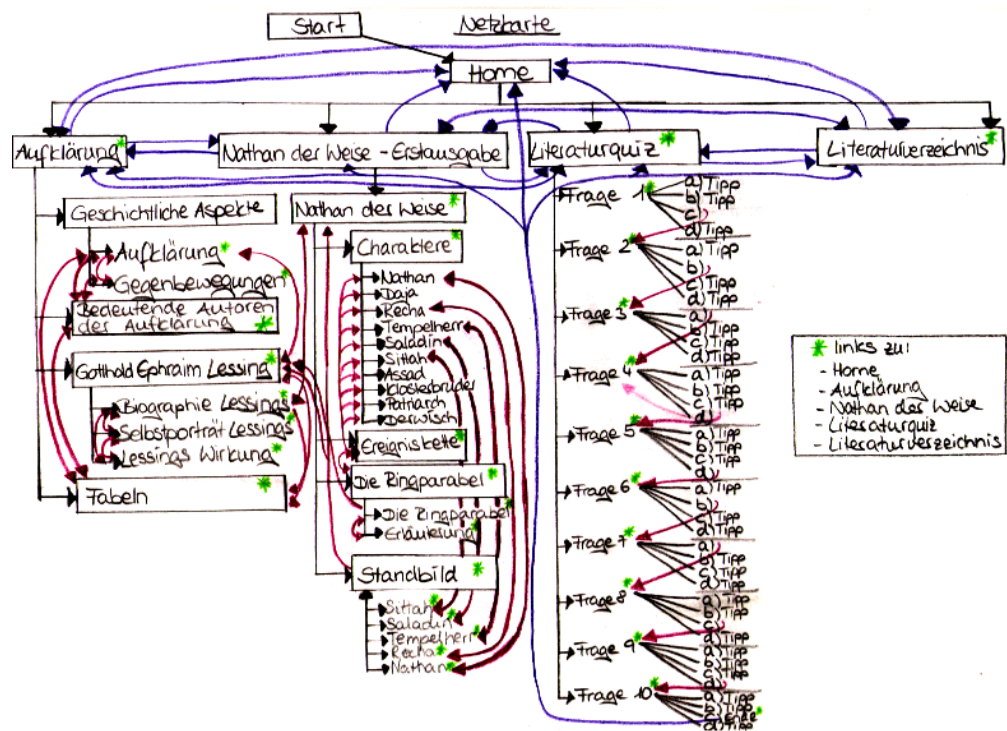 Start
Netzkarte
Home
Aufklärung
Nathan der Weise - Erstausgabe
Literaturquiz
Literaturverzeichnis
Geschichtliche Aspekte
Aufklärung
Gegenbewegungen
Bedeutende Autoren
der Aufklärung
Gotthold Ephraim Lessing
Biographie Lessings
Selbstporträt Lessings
Lessings Wirkung
Fabeln
Nathan der Weise
Charaktere
Nathan
Daja
Recha
Tempelherr
Saladin
Sittah
Assad
Klosterbruder
Patriarch
Derwisch
Ereigniskette
Die Ringparabel
Die Ringparabel
Erläuterung
Standbild
Sittah
Saladin
Tempelherr
Recha
Nathan
Frage 1
a) Tipp
b) Tipp
c)
d) Tipp
Frage 2
a) Tipp
b)
c) Tipp
d) Tipp
Frage 3
a)
b) Tipp
c) Tipp
d) Tipp
Frage 4
a) Tipp
b) Tipp
c) Tipp
d)
Frage 5
a) Tipp
b) Tipp
c) Tipp
d)
Frage 6
a) Tipp
b)
c) Tipp
d) Tipp
Frage 7
a)
b) Tipp
c) Tipp
d) Tipp
Frage 8
a) Tipp
b) Tipp
c)
d) Tipp
Frage 9
a) Tipp
b) Tipp
c) Tipp
d)
Frage 10
a) Tipp
b) Tipp
c) Ende
d) Tipp
links zu:
- Home
- Aufklärung
- Nathan der Weise
- Literaturquiz
- Literaturverzeichnis